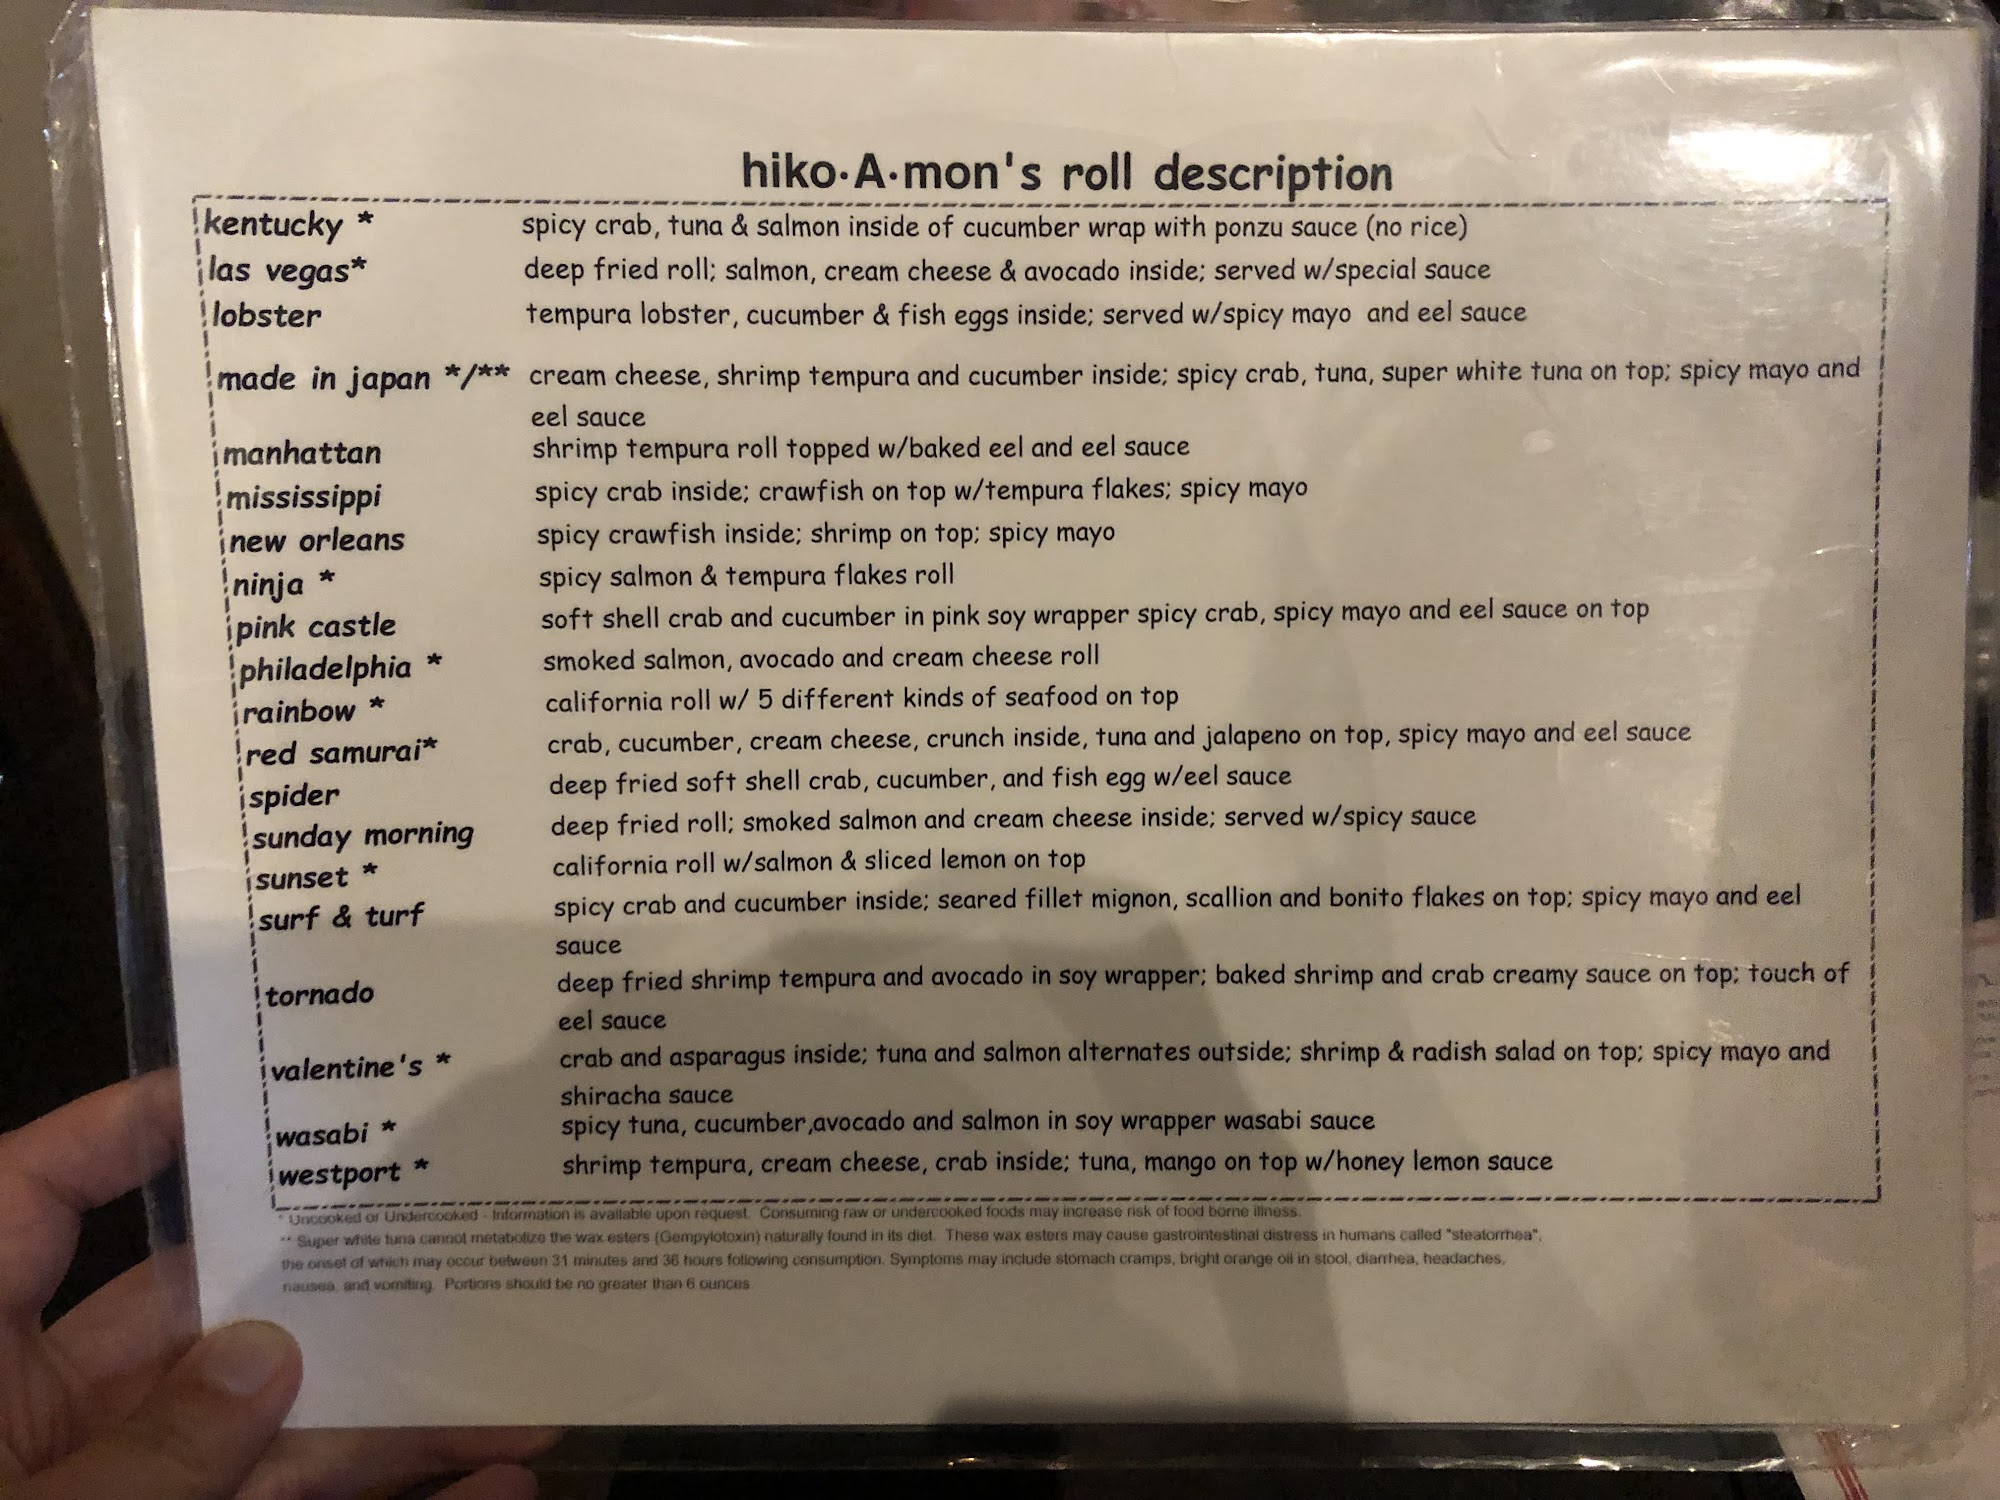 hiko·A·mon's roll description
kentucky * spicy crab, tuna & salmon inside of cucumber wrap with ponzu sauce (no rice)
las vegas* deep fried roll; salmon, cream cheese & avocado inside; served w/special sauce
lobster tempura lobster, cucumber & fish eggs inside; served w/spicy mayo and eel sauce
made in japan */** cream cheese, shrimp tempura and cucumber inside; spicy crab, tuna, super white tuna on top; spicy mayo and
eel sauce
manhattan shrimp tempura roll topped w/baked eel and eel sauce
mississippi spicy crab inside; crawfish on top w/tempura flakes; spicy mayo
new orleans spicy crawfish inside; shrimp on top; spicy mayo
ninja * spicy salmon & tempura flakes roll
pink castle soft shell crab and cucumber in pink soy wrapper spicy crab, spicy mayo and eel sauce on top
philadelphia * smoked salmon, avocado and cream cheese roll
rainbow * california roll w/ 5 different kinds of seafood on top
red samurai* crab, cucumber, cream cheese, crunch inside, tuna and jalapeno on top, spicy mayo and eel sauce
spider deep fried soft shell crab, cucumber, and fish egg w/eel sauce
sunday morning deep fried roll; smoked salmon and cream cheese inside; served w/spicy sauce
sunset * california roll w/salmon & sliced lemon on top
surf & turf spicy crab and cucumber inside; seared fillet mignon, scallion and bonito flakes on top; spicy mayo and eel
sauce
tornado deep fried shrimp tempura and avocado in soy wrapper; baked shrimp and crab creamy sauce on top; touch of
eel sauce
valentine's * crab and asparagus inside; tuna and salmon alternates outside; shrimp & radish salad on top; spicy mayo and
shiracha sauce
wasabi * spicy tuna, cucumber,avocado and salmon in soy wrapper wasabi sauce
westport * shrimp tempura, cream cheese, crab inside; tuna, mango on top w/honey lemon sauce
* Uncooked or Undercooked - Information is available upon request. Consuming raw or undercooked foods may increase risk of food borne illness.
** Super white tuna cannot metabolize the wax esters (Gempylotoxin) naturally found in its diet. These wax esters may cause gastrointestinal distress in humans called "steatorrhea",
the onset of which may occur between 31 minutes and 36 hours following consumption. Symptoms may include stomach cramps, bright orange oil in stool, diarrhea, headaches,
nausea, and vomiting. Portions should be no greater than 6 ounces.